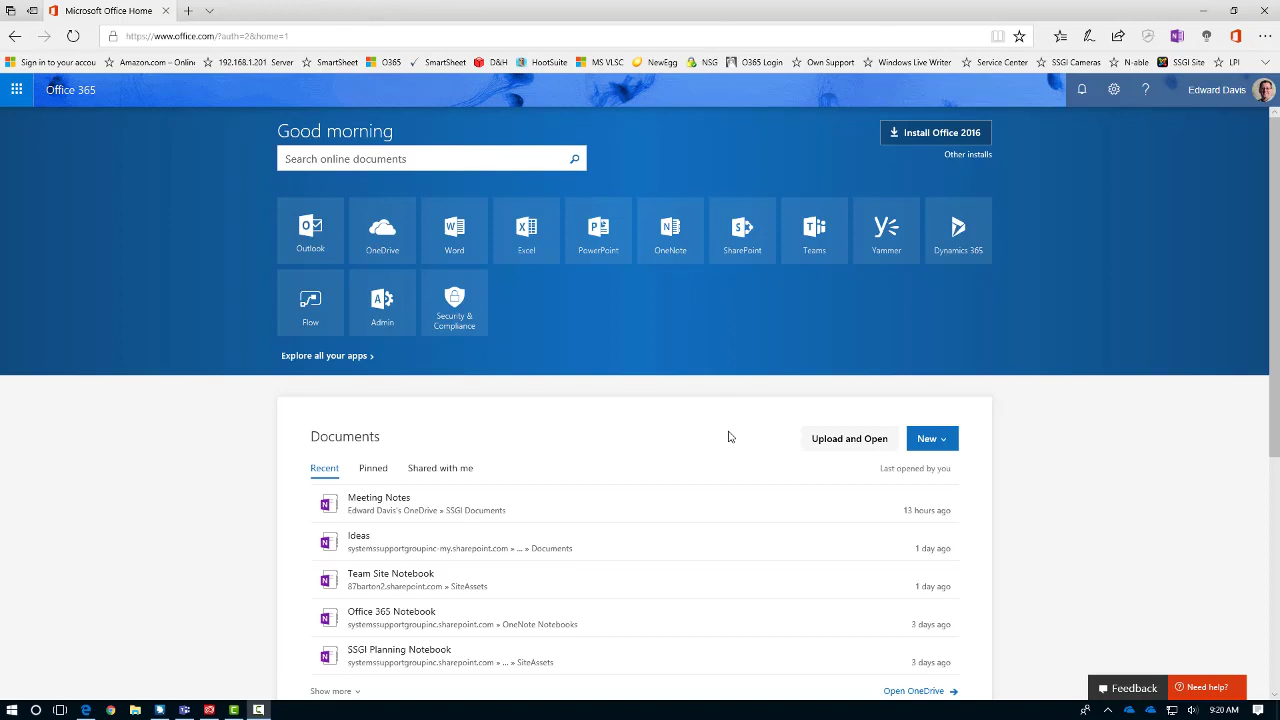 Microsoft Office Home
https://www.office.com/?auth=2&home=1
Sign in to your accou
Amazon.com – Online
192.168.1.201 Server
SmartSheet
O365
SmartSheet
D&H
HootSuite
MS VLSC
NewEgg
NSG
O365 Login
Own Support
Windows Live Writer
Service Center
SSGI Cameras
N-able
SSGI Site
LPI
Office 365
Edward Davis
Good morning
Install Office 2016
Search online documents
Other installs
Outlook
OneDrive
Word
Excel
PowerPoint
OneNote
SharePoint
Teams
Yammer
Dynamics 365
Flow
Admin
Security &
Compliance
Explore all your apps
Documents
Upload and Open
New
Recent
Pinned
Shared with me
Last opened by you
Meeting Notes
Edward Davis's OneDrive » SSGI Documents
13 hours ago
Ideas
systemssupportgroupinc-my.sharepoint.com » ... » Documents
1 day ago
Team Site Notebook
87barton2.sharepoint.com » SiteAssets
1 day ago
Office 365 Notebook
systemssupportgroupinc.sharepoint.com » OneNote Notebooks
3 days ago
SSGI Planning Notebook
systemssupportgroupinc.sharepoint.com » ... » SiteAssets
3 days ago
Show more
Open OneDrive
Feedback
Need help?
9:20 AM